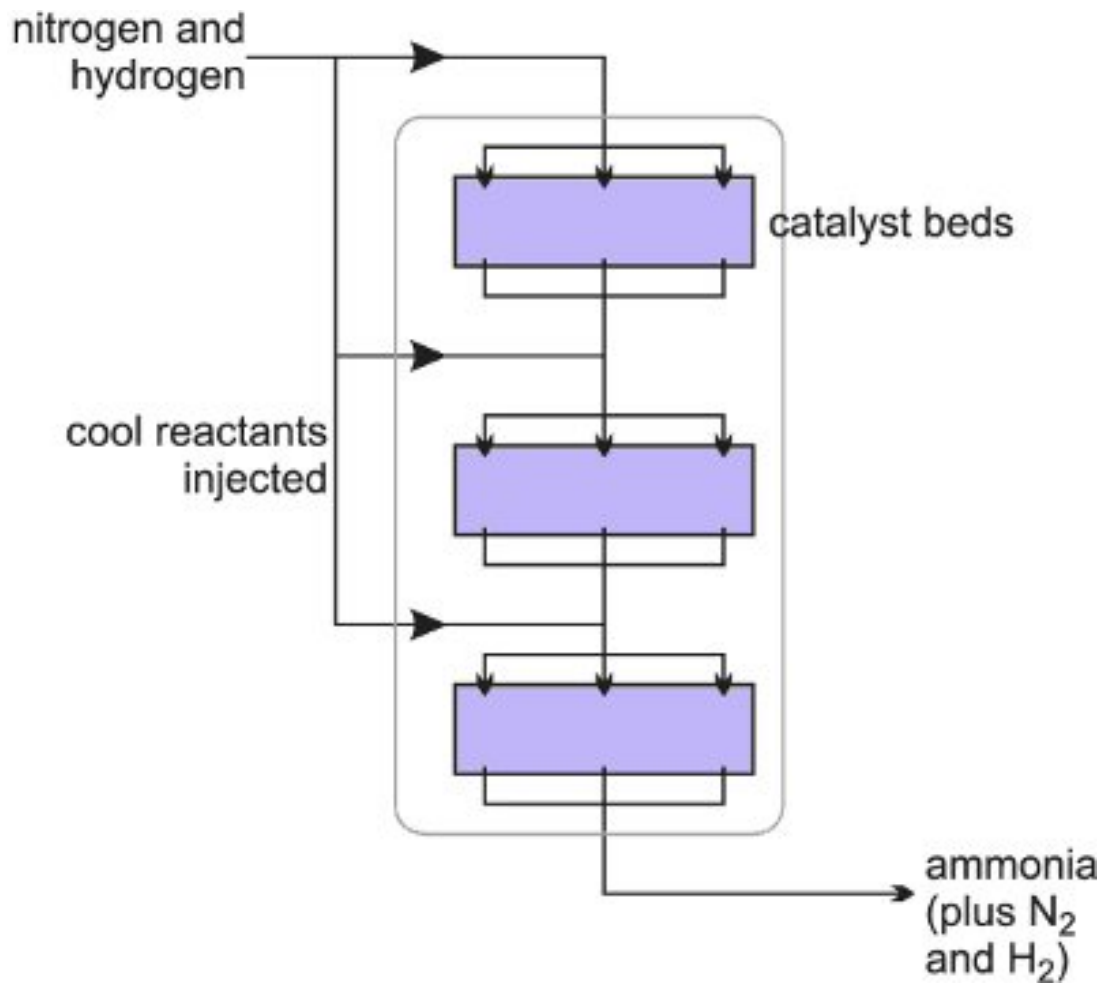 nitrogen and
hydrogen
catalyst beds
cool reactants
injected
ammonia
(plus N₂
and H₂)